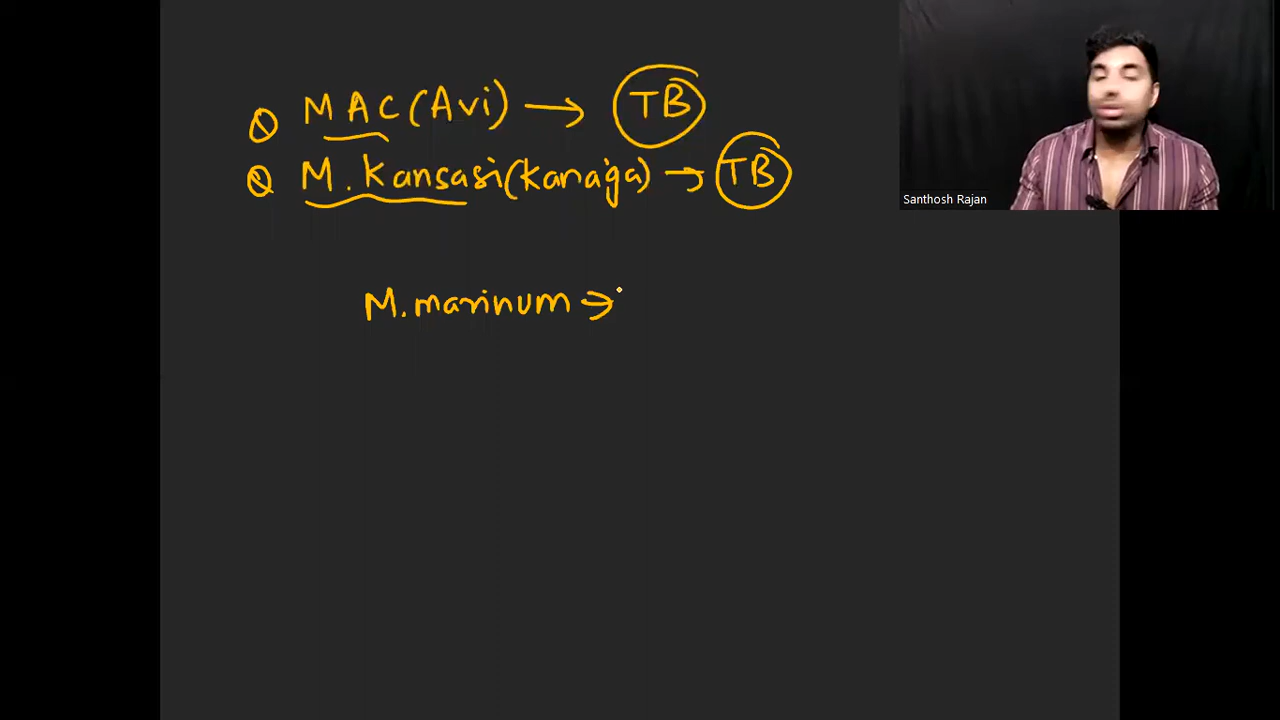 MAC (Avi) → TB
M. Kansasi (Kanaga) → TB
M. marinum →
Santhosh Rajan